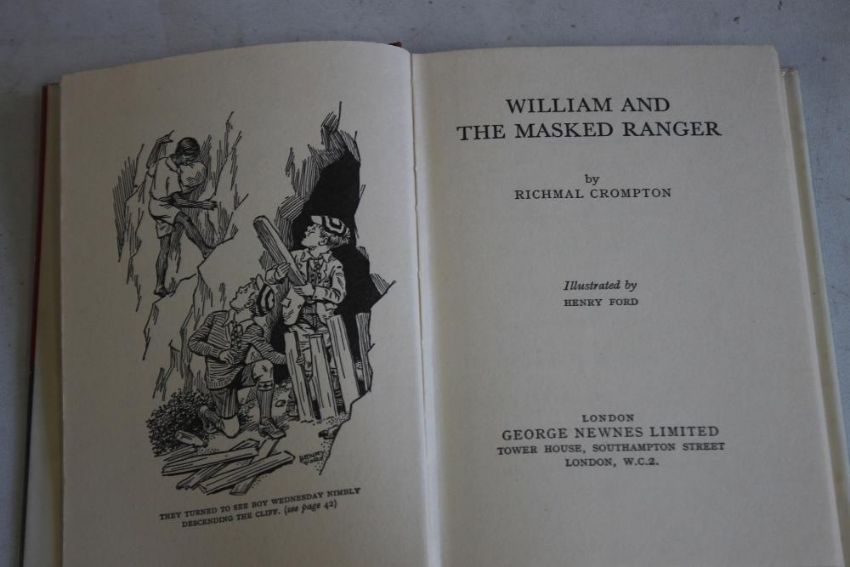 THEY TURNED TO SEE BOY WEDNESDAY NIMBLY
DESCENDING THE CLIFF. (see page 42)
WILLIAM AND
THE MASKED RANGER
by
RICHMAL CROMPTON
Illustrated by
HENRY FORD
LONDON
GEORGE NEWNES LIMITED
TOWER HOUSE, SOUTHAMPTON STREET
LONDON, W.C.2.